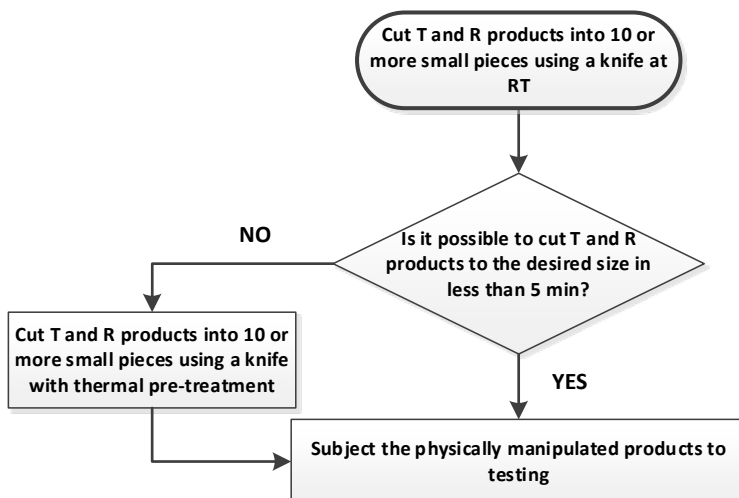 Cut T and R products into 10 or
more small pieces using a knife at
RT
Is it possible to cut T and R
products to the desired size in
less than 5 min?
NO
Cut T and R products into 10 or
more small pieces using a knife
with thermal pre-treatment
YES
Subject the physically manipulated products to
testing